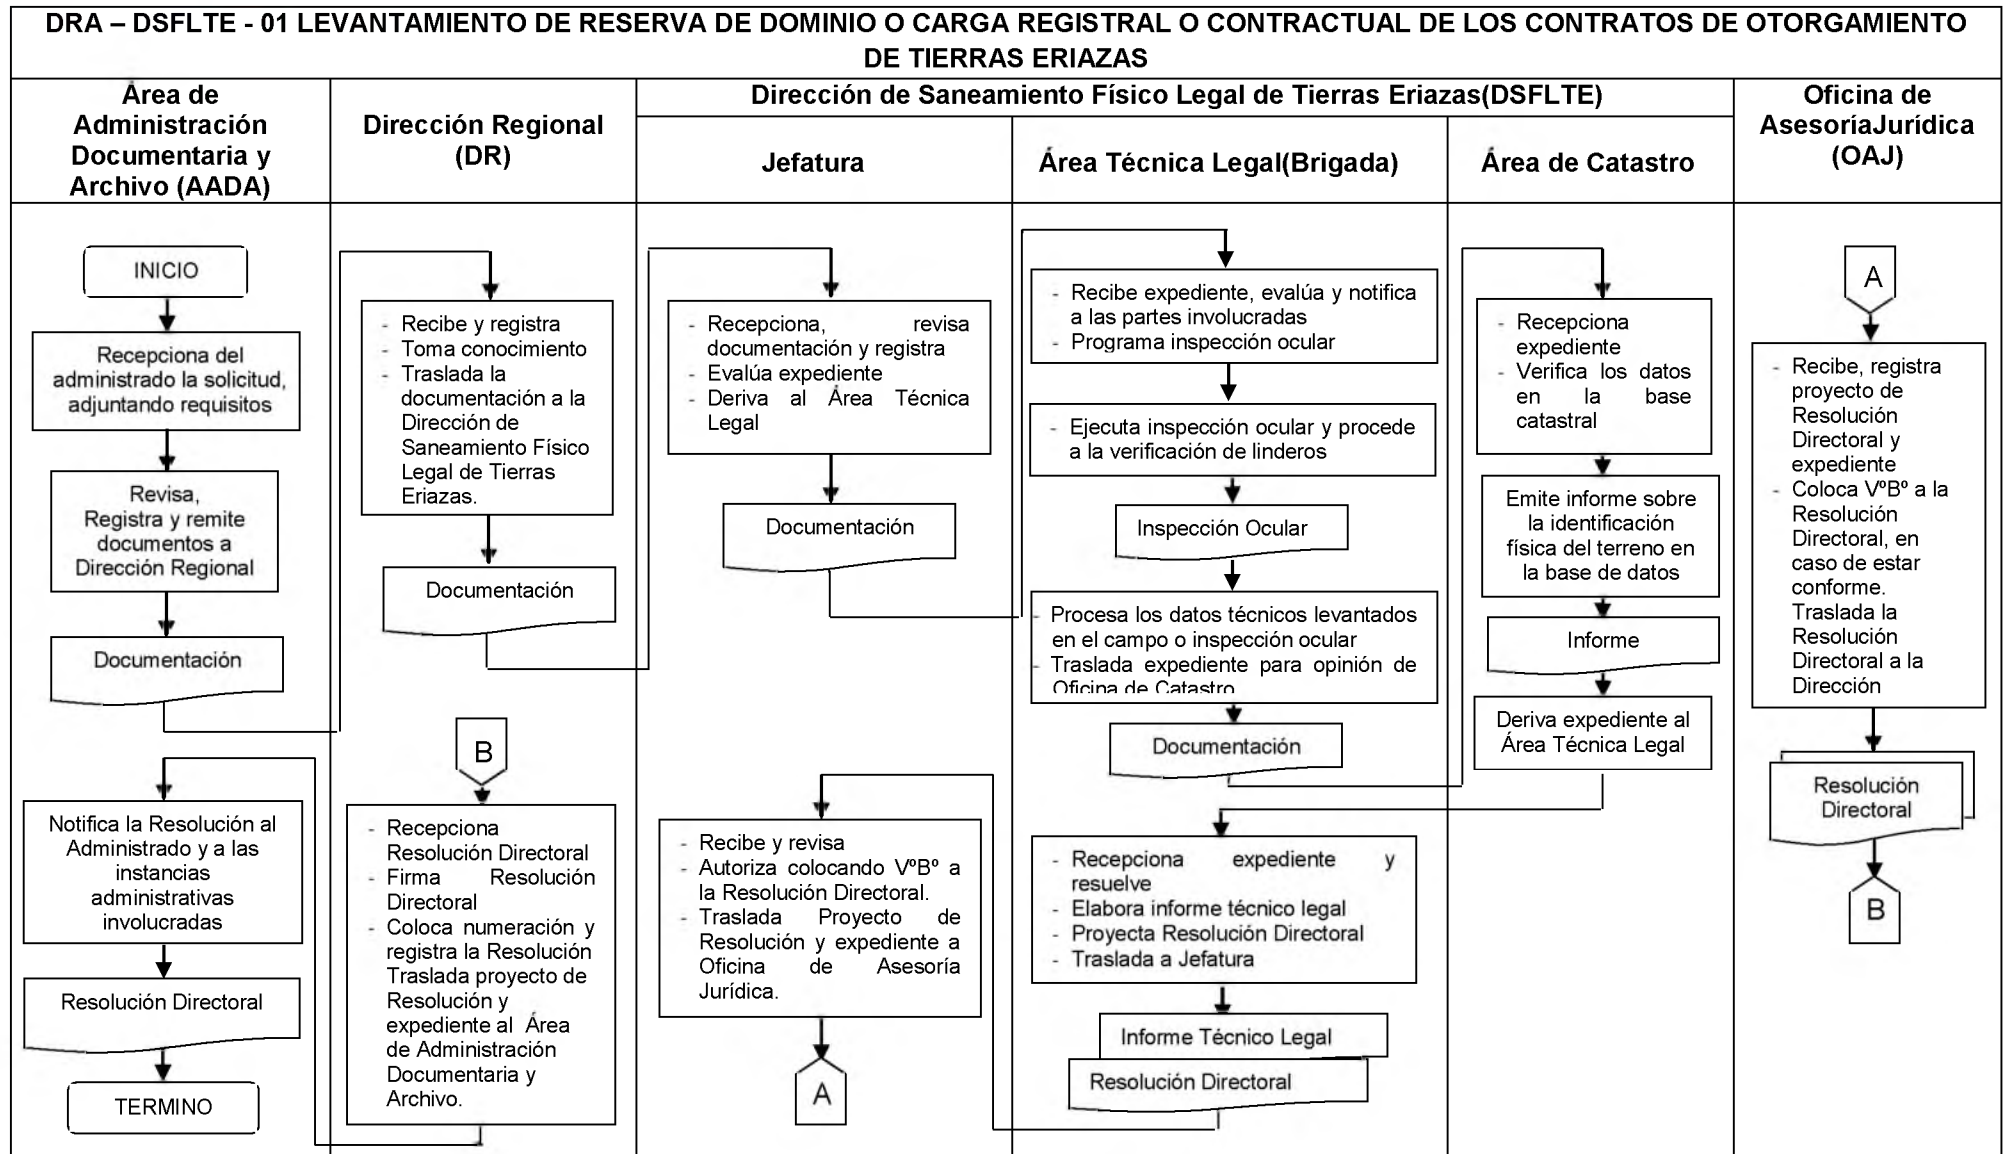 DRA – DSFLTE - 01 LEVANTAMIENTO DE RESERVA DE DOMINIO O CARGA REGISTRAL O CONTRACTUAL DE LOS CONTRATOS DE OTORGAMIENTO
DE TIERRAS ERIAZAS
Área de
Administración
Documentaria y
Archivo (AADA)
Dirección Regional
(DR)
Dirección de Saneamiento Físico Legal de Tierras Eriazas(DSFLTE)
Jefatura
Área Técnica Legal(Brigada)
Área de Catastro
Oficina de
AsesoríaJurídica
(OAJ)
INICIO
Recepciona del
administrado la solicitud,
adjuntando requisitos
Revisa,
Registra y remite
documentos a
Dirección Regional
Documentación
- Recibe y registra
- Toma conocimiento
- Traslada la
documentación a la
Dirección de
Saneamiento Físico
Legal de Tierras
Eriazas.
Documentación
- Recepciona, revisa
documentación y registra
- Evalúa expediente
- Deriva al Área Técnica
Legal
Documentación
- Recibe expediente, evalúa y notifica
a las partes involucradas
- Programa inspección ocular
- Ejecuta inspección ocular y procede
a la verificación de linderos
Inspección Ocular
- Procesa los datos técnicos levantados
en el campo o inspección ocular
- Traslada expediente para opinión de
Oficina de Catastro
Documentación
- Recepciona
expediente
- Verifica los datos
en la base
catastral
Emite informe sobre
la identificación
física del terreno en
la base de datos
Informe
Deriva expediente al
Área Técnica Legal
- Recepciona expediente y
resuelve
- Elabora informe técnico legal
- Proyecta Resolución Directoral
- Traslada a Jefatura
Informe Técnico Legal
Resolución Directoral
- Recibe y revisa
- Autoriza colocando VºBº a
la Resolución Directoral.
- Traslada Proyecto de
Resolución y expediente a
Oficina de Asesoría
Jurídica.
A
A
- Recibe, registra
proyecto de
Resolución
Directoral y
expediente
- Coloca VºBº a la
Resolución
Directoral, en
caso de estar
conforme.
Traslada la
Resolución
Directoral a la
Dirección
Resolución
Directoral
B
B
- Recepciona
Resolución Directoral
- Firma Resolución
Directoral
- Coloca numeración y
registra la Resolución
Traslada proyecto de
Resolución y
expediente al Área
de Administración
Documentaria y
Archivo.
Notifica la Resolución al
Administrado y a las
instancias
administrativas
involucradas
Resolución Directoral
TERMINO